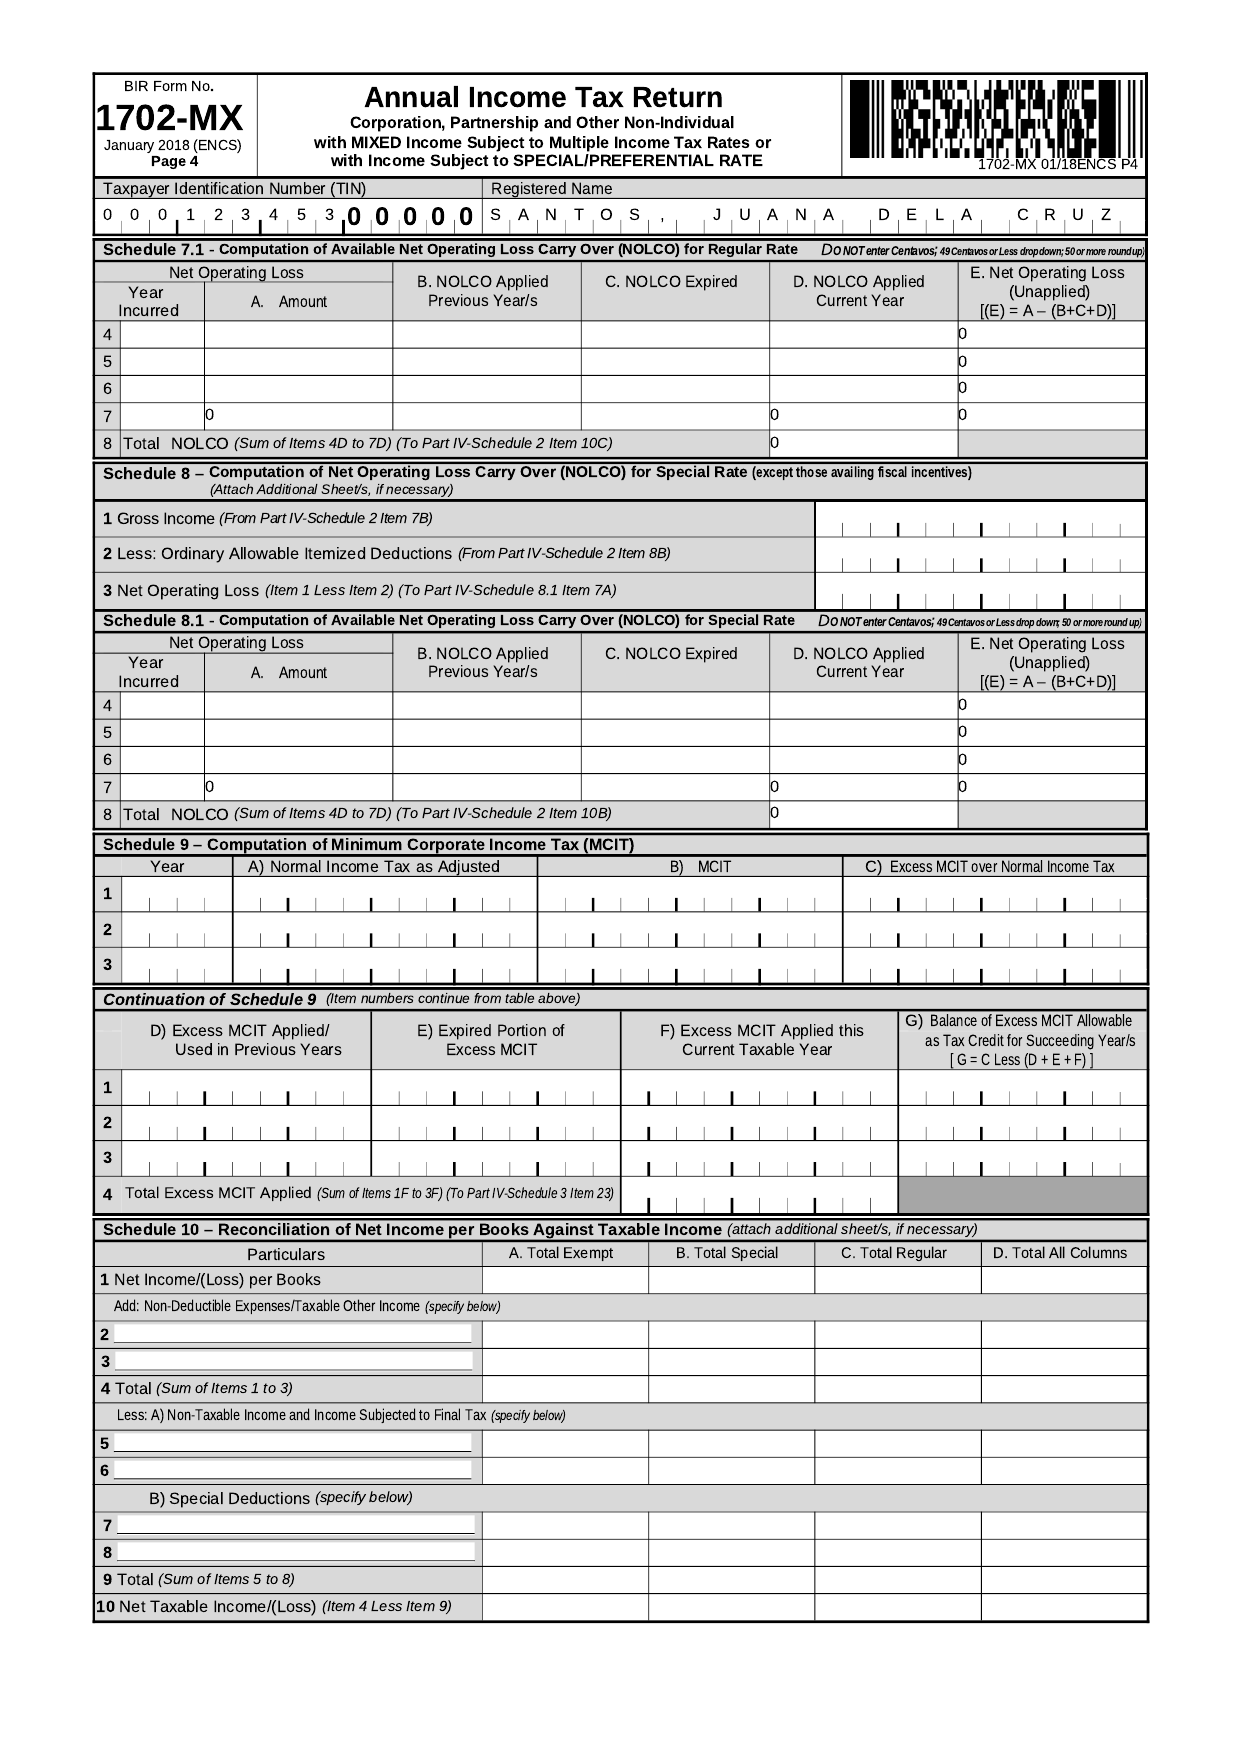 BIR Form No.
1702-MX
January 2018 (ENCS)
Page 4
Annual Income Tax Return
Corporation, Partnership and Other Non-Individual
with MIXED Income Subject to Multiple Income Tax Rates or
with Income Subject to SPECIAL/PREFERENTIAL RATE
1702-MX 01/18ENCS P4
Taxpayer Identification Number (TIN) Registered Name
0 0 0 1 2 3 4 5 3 0 0 0 0 0 S A N T O S , J U A N A D E L A C R U Z
Schedule 7.1 - Computation of Available Net Operating Loss Carry Over (NOLCO) for Regular Rate Do NOT enter Centavos; 49 Centavos or Less drop down; 50 or more round up)
Net Operating Loss
Year
Incurred
A. Amount
B. NOLCO Applied
Previous Year/s
C. NOLCO Expired
D. NOLCO Applied
Current Year
E. Net Operating Loss
(Unapplied)
[(E) = A – (B+C+D)]
4 0
5 0
6 0
7 0 0 0
8 Total NOLCO (Sum of Items 4D to 7D) (To Part IV-Schedule 2 Item 10C) 0
Schedule 8 – Computation of Net Operating Loss Carry Over (NOLCO) for Special Rate (except those availing fiscal incentives)
(Attach Additional Sheet/s, if necessary)
1 Gross Income (From Part IV-Schedule 2 Item 7B)
2 Less: Ordinary Allowable Itemized Deductions (From Part IV-Schedule 2 Item 8B)
3 Net Operating Loss (Item 1 Less Item 2) (To Part IV-Schedule 8.1 Item 7A)
Schedule 8.1 - Computation of Available Net Operating Loss Carry Over (NOLCO) for Special Rate Do NOT enter Centavos; 49 Centavos or Less drop down; 50 or more round up)
Net Operating Loss
Year
Incurred
A. Amount
B. NOLCO Applied
Previous Year/s
C. NOLCO Expired
D. NOLCO Applied
Current Year
E. Net Operating Loss
(Unapplied)
[(E) = A – (B+C+D)]
4 0
5 0
6 0
7 0 0 0
8 Total NOLCO (Sum of Items 4D to 7D) (To Part IV-Schedule 2 Item 10B) 0
Schedule 9 – Computation of Minimum Corporate Income Tax (MCIT)
Year A) Normal Income Tax as Adjusted B) MCIT C) Excess MCIT over Normal Income Tax
1
2
3
Continuation of Schedule 9 (Item numbers continue from table above)
D) Excess MCIT Applied/
Used in Previous Years
E) Expired Portion of
Excess MCIT
F) Excess MCIT Applied this
Current Taxable Year
G) Balance of Excess MCIT Allowable
as Tax Credit for Succeeding Year/s
[ G = C Less (D + E + F) ]
1
2
3
4 Total Excess MCIT Applied (Sum of Items 1F to 3F) (To Part IV-Schedule 3 Item 23)
Schedule 10 – Reconciliation of Net Income per Books Against Taxable Income (attach additional sheet/s, if necessary)
Particulars A. Total Exempt B. Total Special C. Total Regular D. Total All Columns
1 Net Income/(Loss) per Books
Add: Non-Deductible Expenses/Taxable Other Income (specify below)
2
3
4 Total (Sum of Items 1 to 3)
Less: A) Non-Taxable Income and Income Subjected to Final Tax (specify below)
5
6
B) Special Deductions (specify below)
7
8
9 Total (Sum of Items 5 to 8)
10 Net Taxable Income/(Loss) (Item 4 Less Item 9)